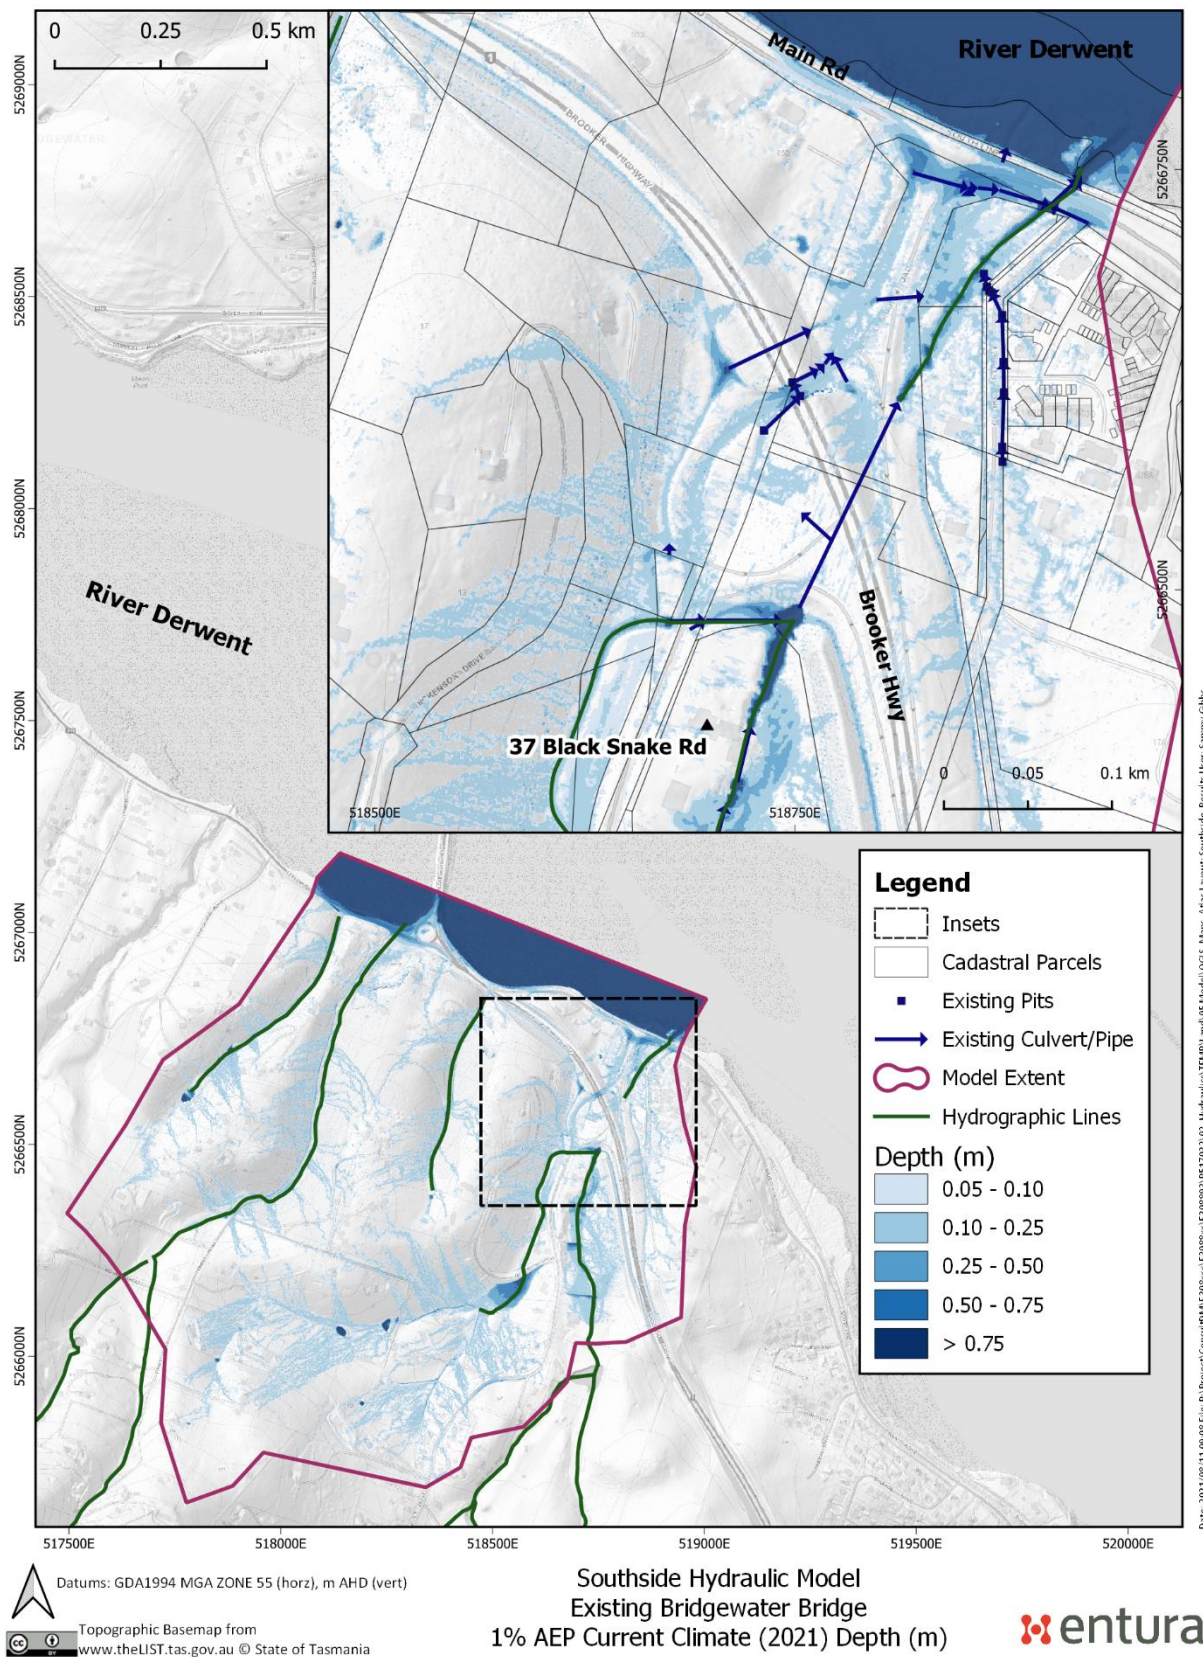 0 0.25 0.5 km
5269000N
5268500N
5268000N
5267500N
5267000N
5266500N
5266000N
Main Rd
River Derwent
BROOKER
HIGHWAY
1
5266750N
5266500N
River Derwent
Brooker Hwy
37 Black Snake Rd
0 0.05 0.1 km
518500E
518750E
Legend
Insets
Cadastral Parcels
Existing Pits
Existing Culvert/Pipe
Model Extent
Hydrographic Lines
Depth (m)
0.05 - 0.10
0.10 - 0.25
0.25 - 0.50
0.50 - 0.75
> 0.75
517500E 518000E 518500E 519000E 519500E 520000E
Datums: GDA1994 MGA ZONE 55 (horz), m AHD (vert)
Topographic Basemap from
www.theLIST.tas.gov.au © State of Tasmania
cc
BY
Southside Hydraulic Model
Existing Bridgewater Bridge
1% AEP Current Climate (2021) Depth (m)
entura